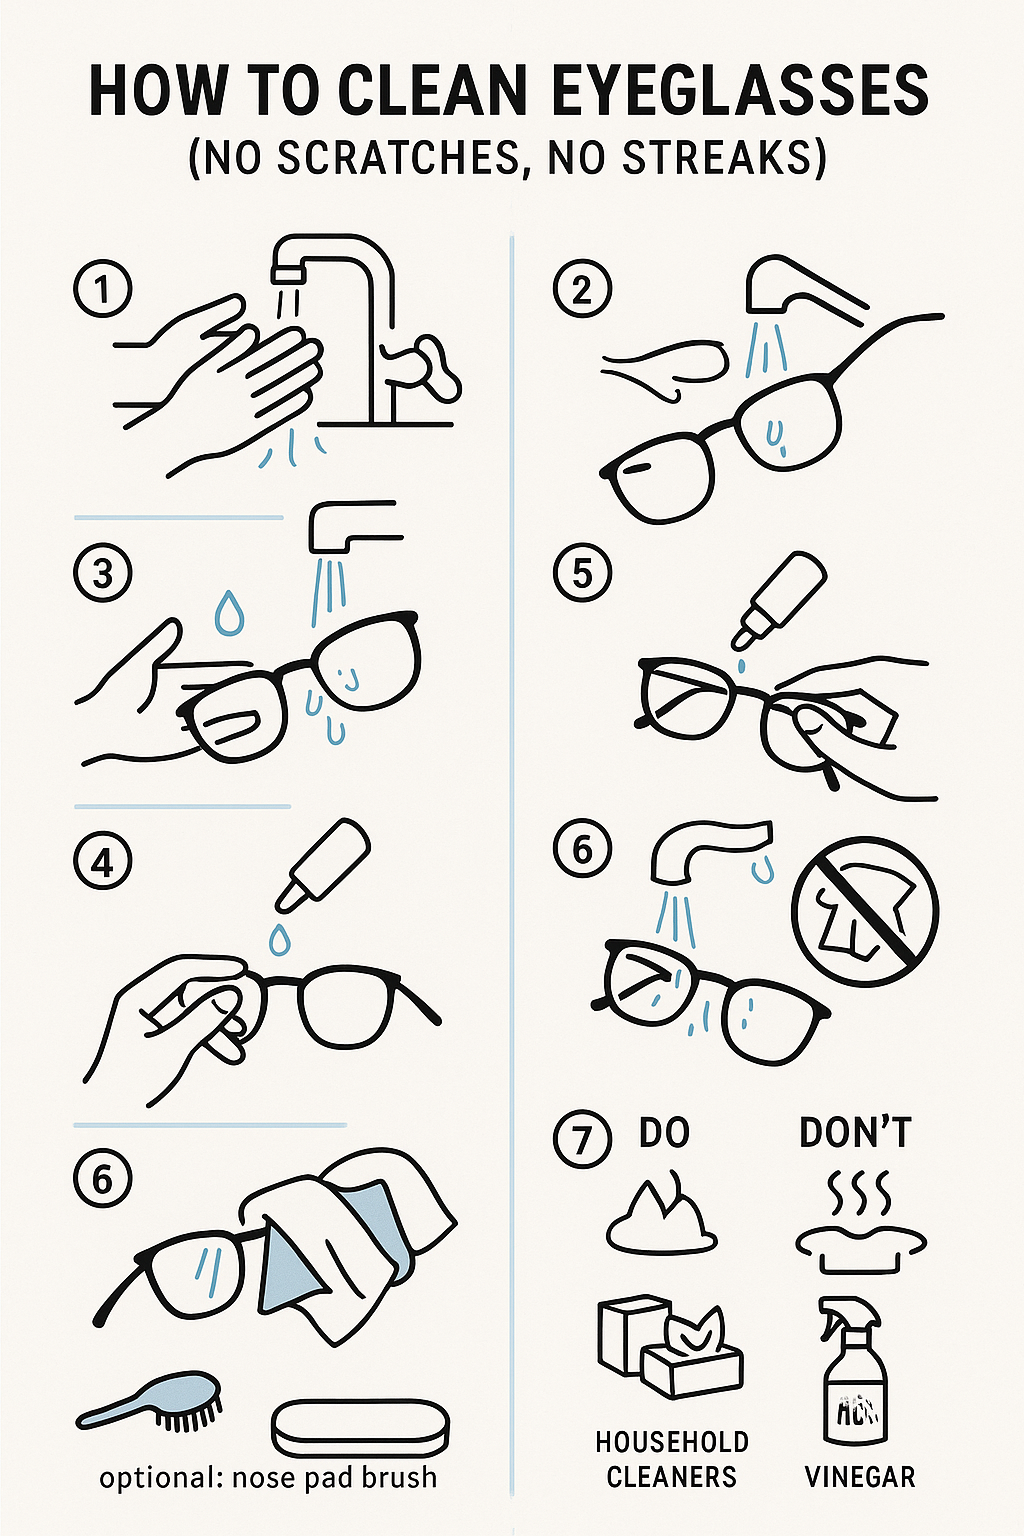 HOW TO CLEAN EYEGLASSES
(NO SCRATCHES, NO STREAKS)
1
2
3
5
4
6
6
7
DO
DON'T
HOUSEHOLD
CLEANERS
VINEGAR
optional: nose pad brush